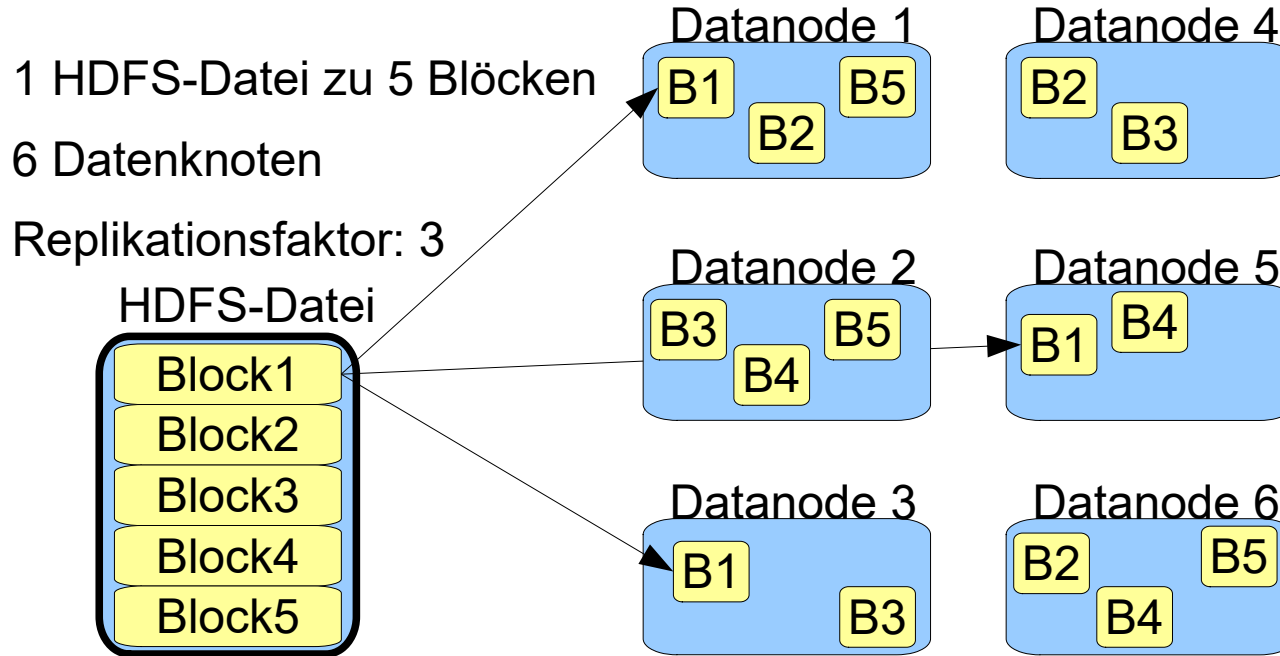 1 HDFS-Datei zu 5 Blöcken
6 Datenknoten
Replikationsfaktor: 3
HDFS-Datei
Block1
Block2
Block3
Block4
Block5
Datanode 1
B1
B5
B2
Datanode 4
B2
B3
Datanode 2
B3
B5
B4
Datanode 5
B4
B1
Datanode 3
B1
B3
Datanode 6
B2
B5
B4